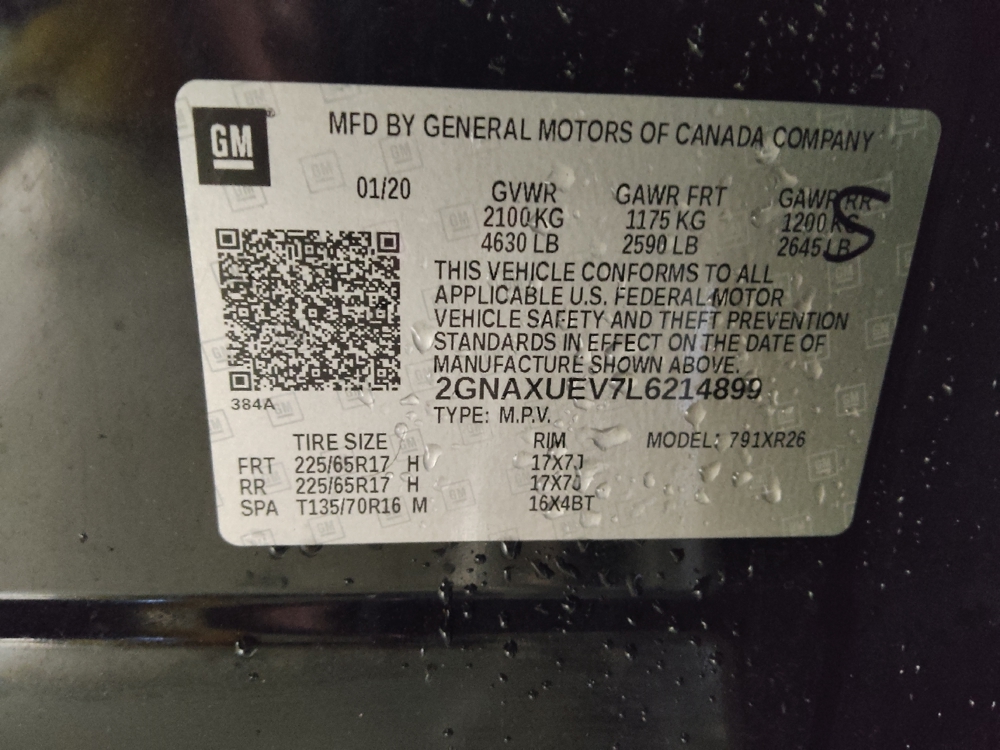 GM
MFD BY GENERAL MOTORS OF CANADA COMPANY
01/20 GVWR GAWR FRT GAWR RR
2100 KG 1175 KG 1200 KG
4630 LB 2590 LB 2645 LB
S
THIS VEHICLE CONFORMS TO ALL
APPLICABLE U.S. FEDERAL MOTOR
VEHICLE SAFETY AND THEFT PREVENTION
STANDARDS IN EFFECT ON THE DATE OF
MANUFACTURE SHOWN ABOVE.
2GNAXUEV7L6214899
384A
TYPE: M.P.V.
TIRE SIZE RIM MODEL: 791XR26
FRT 225/65R17 H 17X7J
RR 225/65R17 H 17X7J
SPA T135/70R16 M 16X4BT